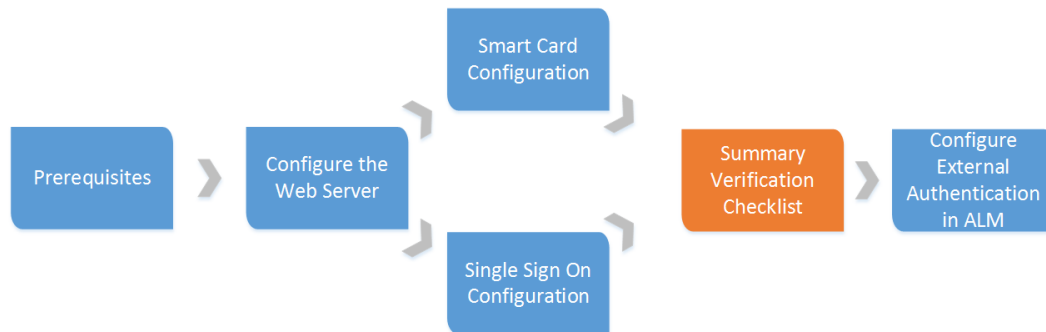 Prerequisites
Configure the
Web Server
Smart Card
Configuration
Single Sign On
Configuration
Summary
Verification
Checklist
Configure
External
Authentication
in ALM